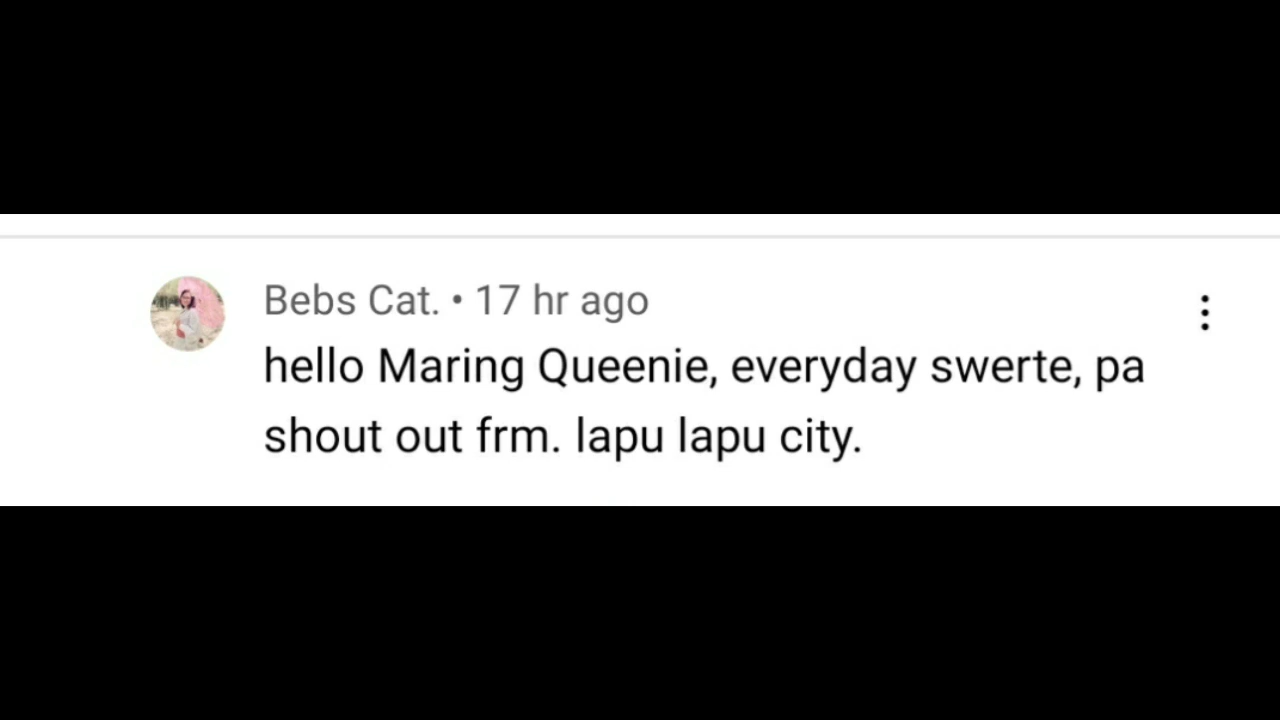 Bebs Cat. • 17 hr ago
hello Maring Queenie, everyday swerte, pa
shout out frm. lapu lapu city.